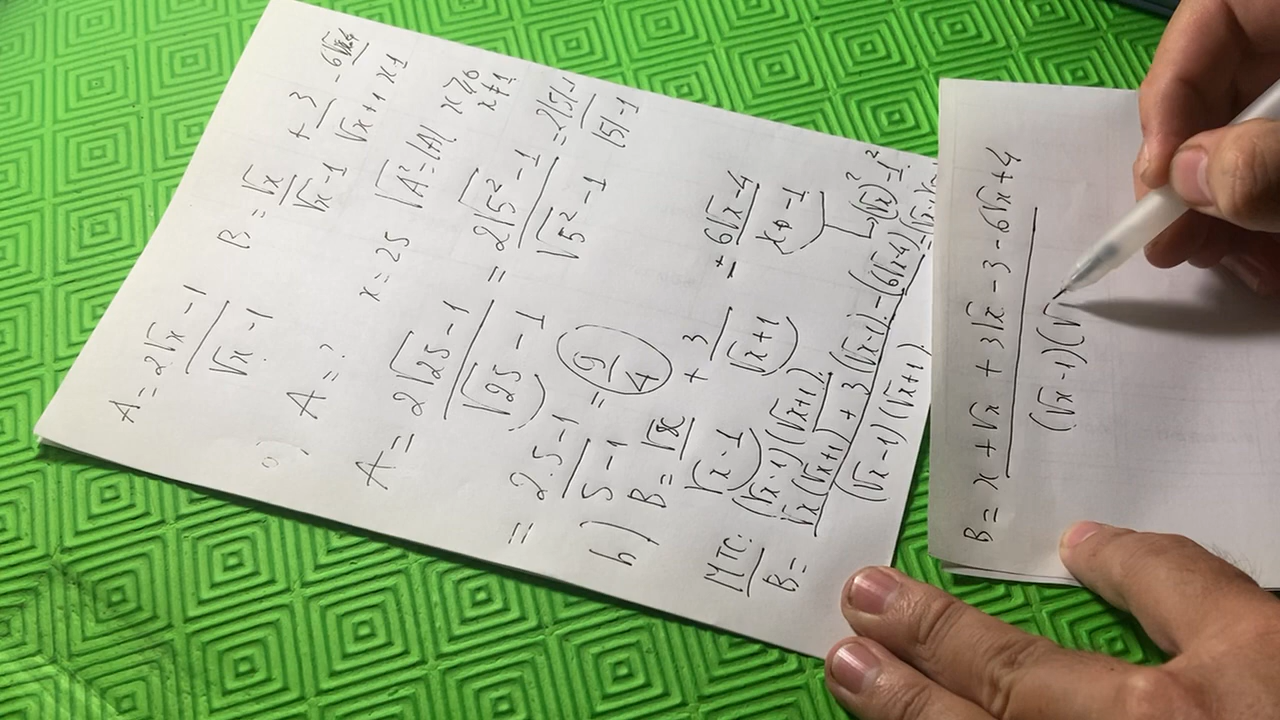 A = 2√x - 1 / √x - 1   B = √x / √x - 1 + 3 / √x + 1 - 6√x-4 / x-1
a) A = ?   x = 25   √A² = |A|   x ≥ 0
x ≠ 1
A = 2√25 - 1 / √25 - 1 = 2√5² - 1 / √5² - 1 = 2|5|-1 / |5| - 1
= 2.5 - 1 / 5 - 1 = 9/4
b) B = √x / √x - 1 + 3 / √x + 1 - 6√x - 4 / x - 1
MTC: (√x-1)(√x+1)   (√x)² - 1²
B = √x(√x+1) + 3(√x-1) - (6√x-4) / (√x-1)(√x+1)
B = x + √x + 3√x - 3 - 6√x + 4 / (√x-1)(√